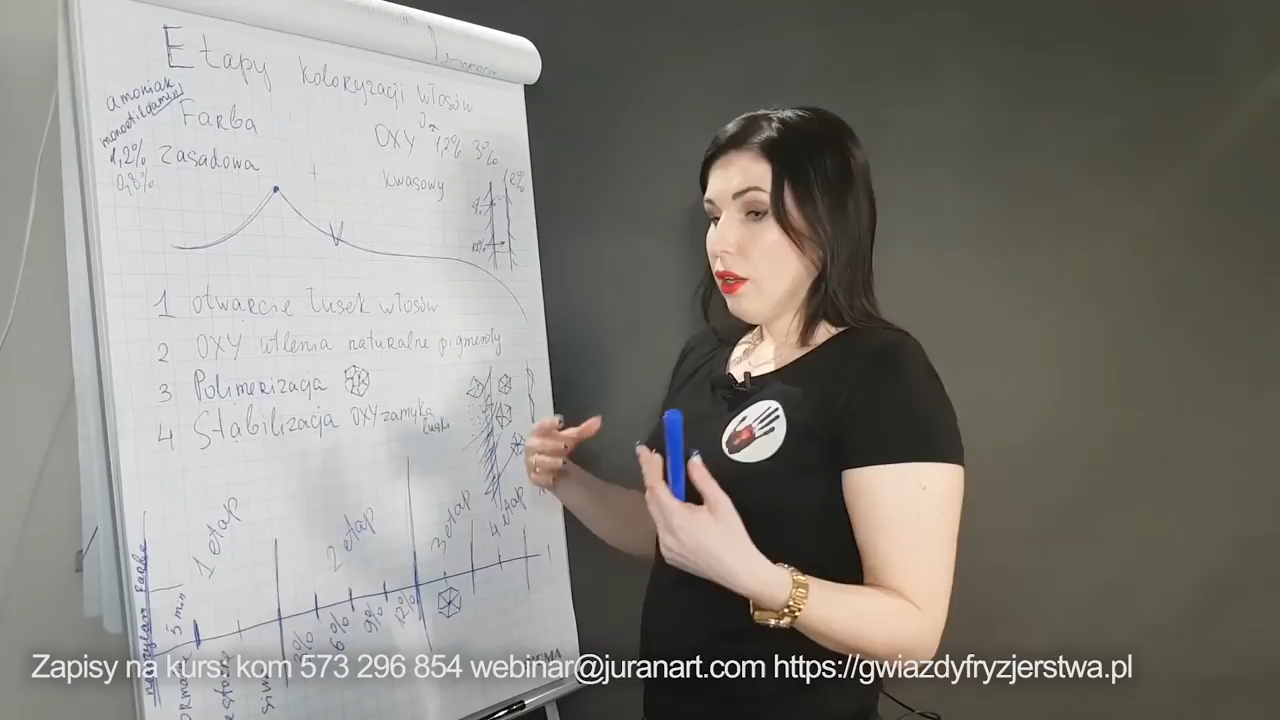 Etapy koloryzacji włosów
amoniak
Farba
OXY 1,2% 3%
1,2% zasadowa + kwasowy
0,8%
12%
1 otwarcie łusek włosów
2 OXY utlenia naturalne pigmenty
3 Polimeryzacja
4 Stabilizacja OXY zamyka
łuski
1 etap
2 etap
3 etap
4 etap
5 min
6% 9% 12%
Zapisy na kurs: kom 573 296 854 webinar@juranart.com https://gwiazdyfryzjerstwa.pl